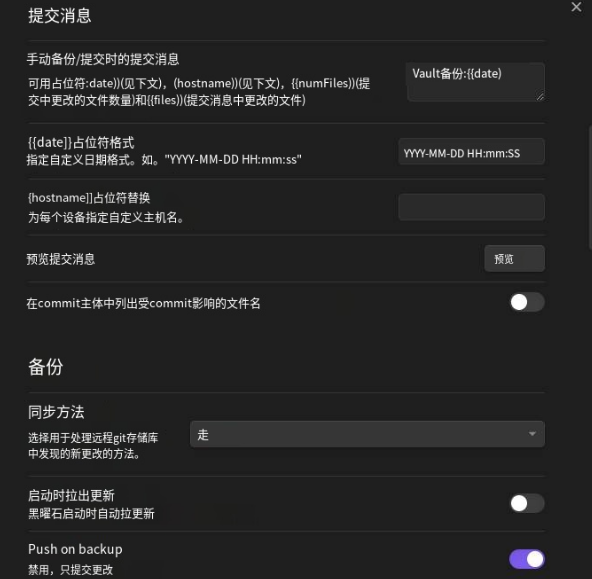 提交消息
手动备份/提交时的提交消息
可用占位符:date))(见下文)，(hostname))(见下文)，{{numFiles))(提
交中更改的文件数量)和{{files))(提交消息中更改的文件)
Vault备份:{{date)
{{date]}占位符格式
指定自定义日期格式。如。"YYYY-MM-DD HH:mm:ss"
YYYY-MM-DD HH:mm:SS
{hostname]]占位符替换
为每个设备指定自定义主机名。
预览提交消息
预览
在commit主体中列出受commit影响的文件名
备份
同步方法
选择用于处理远程git存储库
中发现的新更改的方法。
走
启动时拉出更新
黑曜石启动时自动拉更新
Push on backup
禁用，只提交更改